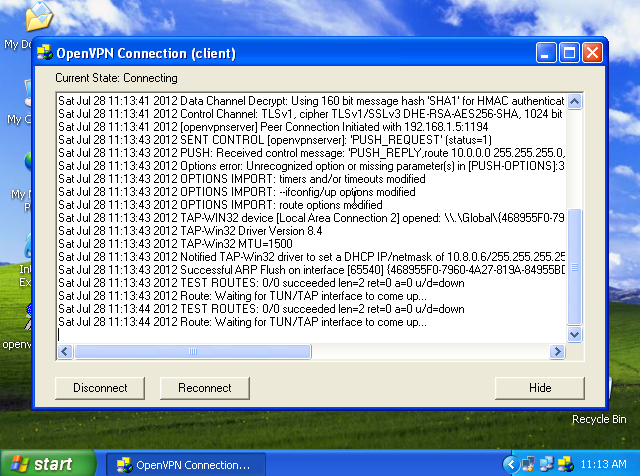 My D
OpenVPN Connection (client)
Current State: Connecting
Sat Jul 28 11:13:41 2012 Data Channel Decrypt: Using 160 bit message hash 'SHA1' for HMAC authenticat
Sat Jul 28 11:13:41 2012 Control Channel: TLSv1, cipher TLSv1/SSLv3 DHE-RSA-AES256-SHA, 1024 bit
Sat Jul 28 11:13:41 2012 [openvpnserver] Peer Connection Initiated with 192.168.1.5:1194
Sat Jul 28 11:13:43 2012 SENT CONTROL [openvpnserver]: 'PUSH_REQUEST' (status=1)
Sat Jul 28 11:13:43 2012 PUSH: Received control message: 'PUSH_REPLY,route 10.0.0.0 255.255.255.0,
Sat Jul 28 11:13:43 2012 Options error: Unrecognized option or missing parameter(s) in [PUSH-OPTIONS]:3
Sat Jul 28 11:13:43 2012 OPTIONS IMPORT: timers and/or timeouts modified
Sat Jul 28 11:13:43 2012 OPTIONS IMPORT: --ifconfig/up options modified
Sat Jul 28 11:13:43 2012 OPTIONS IMPORT: route options modified
Sat Jul 28 11:13:43 2012 TAP-WIN32 device [Local Area Connection 2] opened: \\.\Global\{468955F0-79
Sat Jul 28 11:13:43 2012 TAP-Win32 Driver Version 8.4
Sat Jul 28 11:13:43 2012 TAP-Win32 MTU=1500
Sat Jul 28 11:13:43 2012 Notified TAP-Win32 driver to set a DHCP IP/netmask of 10.8.0.6/255.255.255.25
Sat Jul 28 11:13:43 2012 Successful ARP Flush on interface [65540] {468955F0-7960-4A27-819A-84955BD
Sat Jul 28 11:13:43 2012 TEST ROUTES: 0/0 succeeded len=2 ret=0 a=0 u/d=down
Sat Jul 28 11:13:43 2012 Route: Waiting for TUN/TAP interface to come up...
Sat Jul 28 11:13:44 2012 TEST ROUTES: 0/0 succeeded len=2 ret=0 a=0 u/d=down
Sat Jul 28 11:13:44 2012 Route: Waiting for TUN/TAP interface to come up...
My C
My N
P
Int
Ex
openv
Disconnect
Reconnect
Hide
Recycle Bin
start
OpenVPN Connection...
11:13 AM